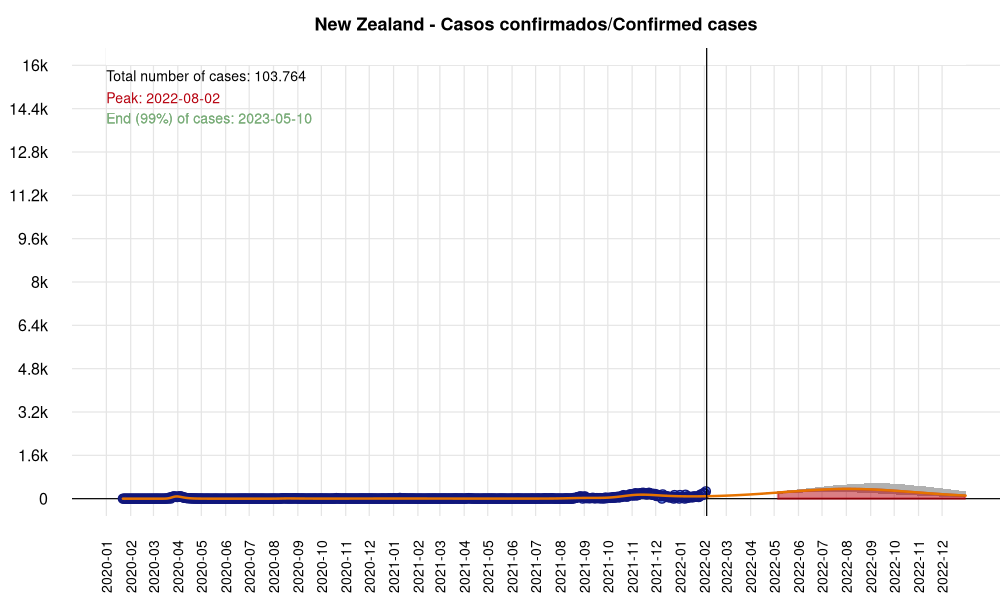 New Zealand - Casos confirmados/Confirmed cases
Total number of cases: 103.764
Peak: 2022-08-02
End (99%) of cases: 2023-05-10
16k
14.4k
12.8k
11.2k
9.6k
8k
6.4k
4.8k
3.2k
1.6k
0
2020-01
2020-02
2020-03
2020-04
2020-05
2020-06
2020-07
2020-08
2020-09
2020-10
2020-11
2020-12
2021-01
2021-02
2021-03
2021-04
2021-05
2021-06
2021-07
2021-08
2021-09
2021-10
2021-11
2021-12
2022-01
2022-02
2022-03
2022-04
2022-05
2022-06
2022-07
2022-08
2022-09
2022-10
2022-11
2022-12